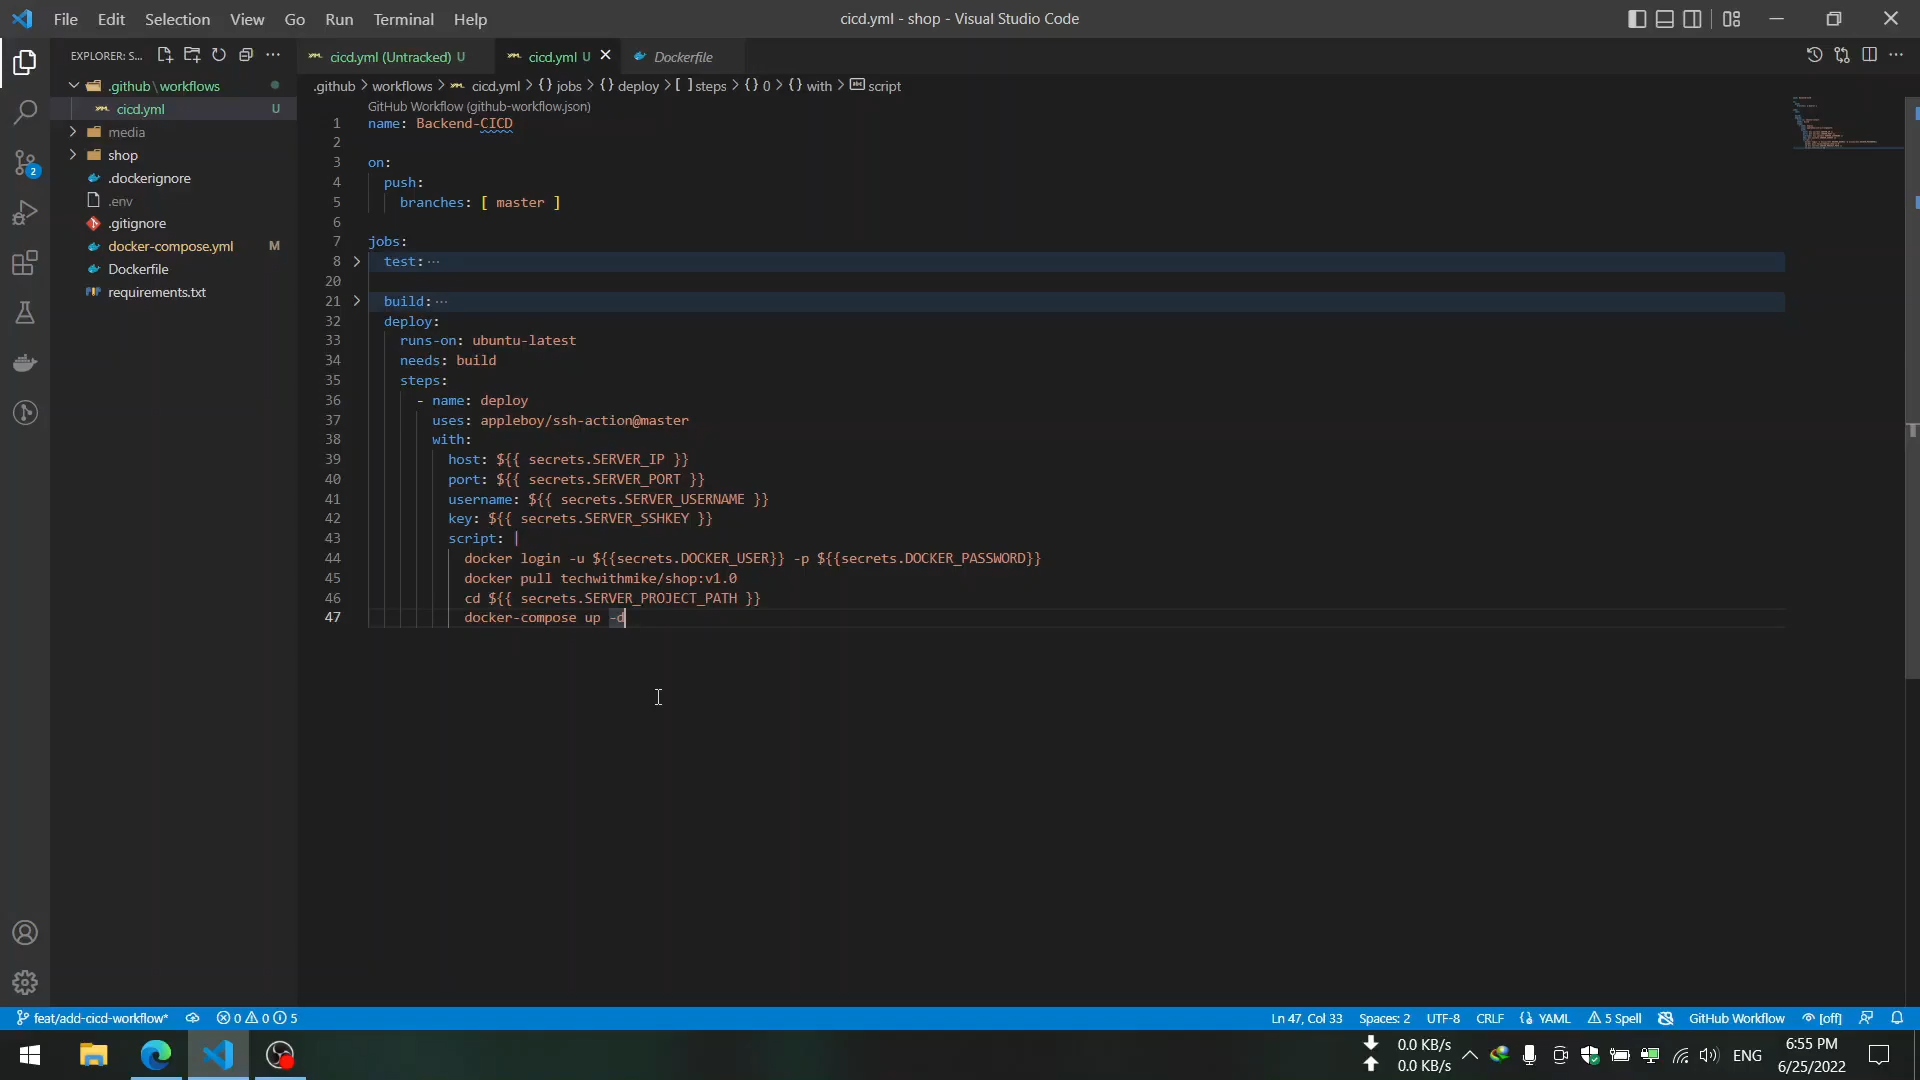 File Edit Selection View Go Run Terminal Help
cicd.yml - shop - Visual Studio Code
EXPLORER: S...
cicd.yml (Untracked) U
cicd.yml U
Dockerfile
.github\workflows
cicd.yml U
media
shop
.dockerignore
.env
.gitignore
docker-compose.yml M
Dockerfile
requirements.txt
2
.github > workflows > cicd.yml > {} jobs > {} deploy > [ ] steps > {} 0 > {} with > script
GitHub Workflow (github-workflow.json)
1 name: Backend-CICD
2
3 on:
4 push:
5 branches: [ master ]
6
7 jobs:
8 test: ...
20
21 build: ...
32 deploy:
33 runs-on: ubuntu-latest
34 needs: build
35 steps:
36 - name: deploy
37 uses: appleboy/ssh-action@master
38 with:
39 host: ${{ secrets.SERVER_IP }}
40 port: ${{ secrets.SERVER_PORT }}
41 username: ${{ secrets.SERVER_USERNAME }}
42 key: ${{ secrets.SERVER_SSHKEY }}
43 script: |
44 docker login -u ${{secrets.DOCKER_USER}} -p ${{secrets.DOCKER_PASSWORD}}
45 docker pull techwithmike/shop:v1.0
46 cd ${{ secrets.SERVER_PROJECT_PATH }}
47 docker-compose up -d
feat/add-cicd-workflow* 0 0 5
Ln 47, Col 33 Spaces: 2 UTF-8 CRLF {} YAML 5 Spell GitHub Workflow [off]
0.0 KB/s
0.0 KB/s
ENG
6:55 PM
6/25/2022